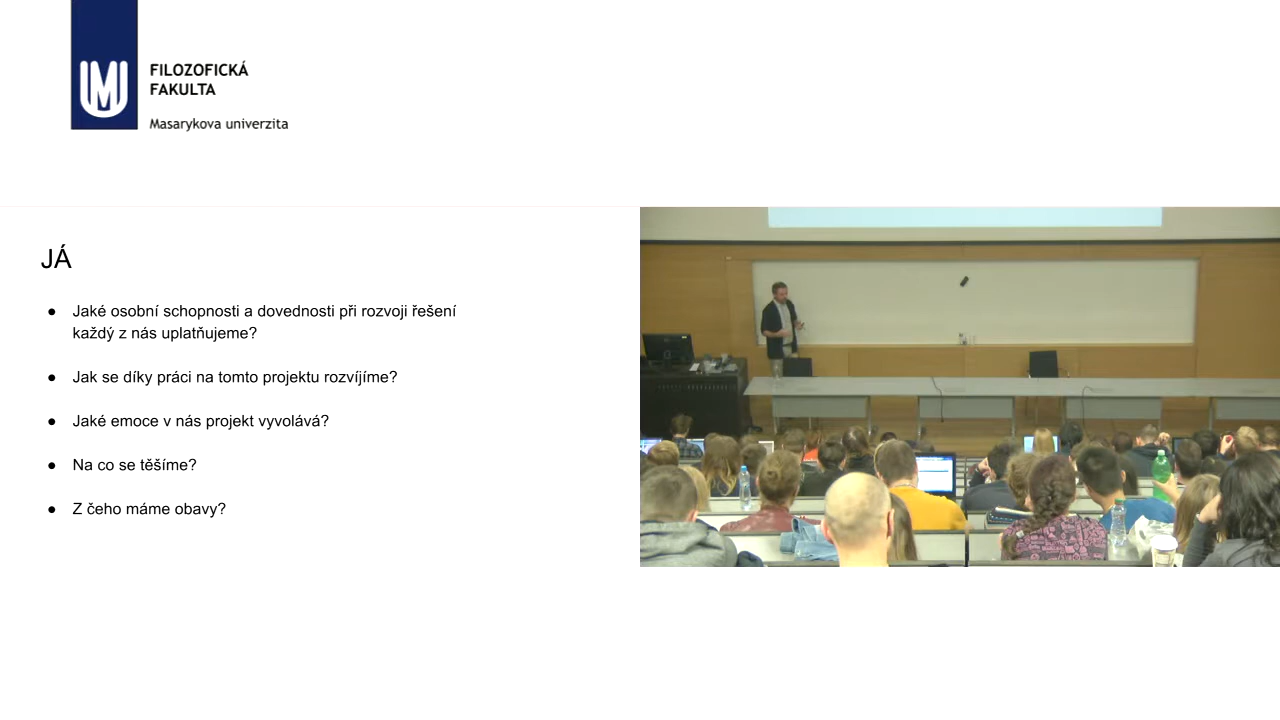 FILOZOFICKÁ
FAKULTA
Masarykova univerzita
JÁ
● Jaké osobní schopnosti a dovednosti při rozvoji řešení
každý z nás uplatňujeme?
● Jak se díky práci na tomto projektu rozvíjíme?
● Jaké emoce v nás projekt vyvolává?
● Na co se těšíme?
● Z čeho máme obavy?